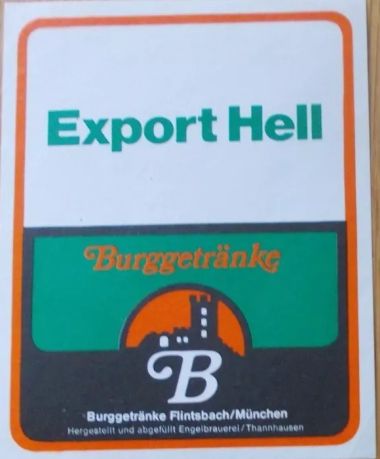 Export Hell
Burggetränke
B
Burggetränke Flintsbach/München
Hergestellt und abgefüllt Engelbrauerei/Thannhausen